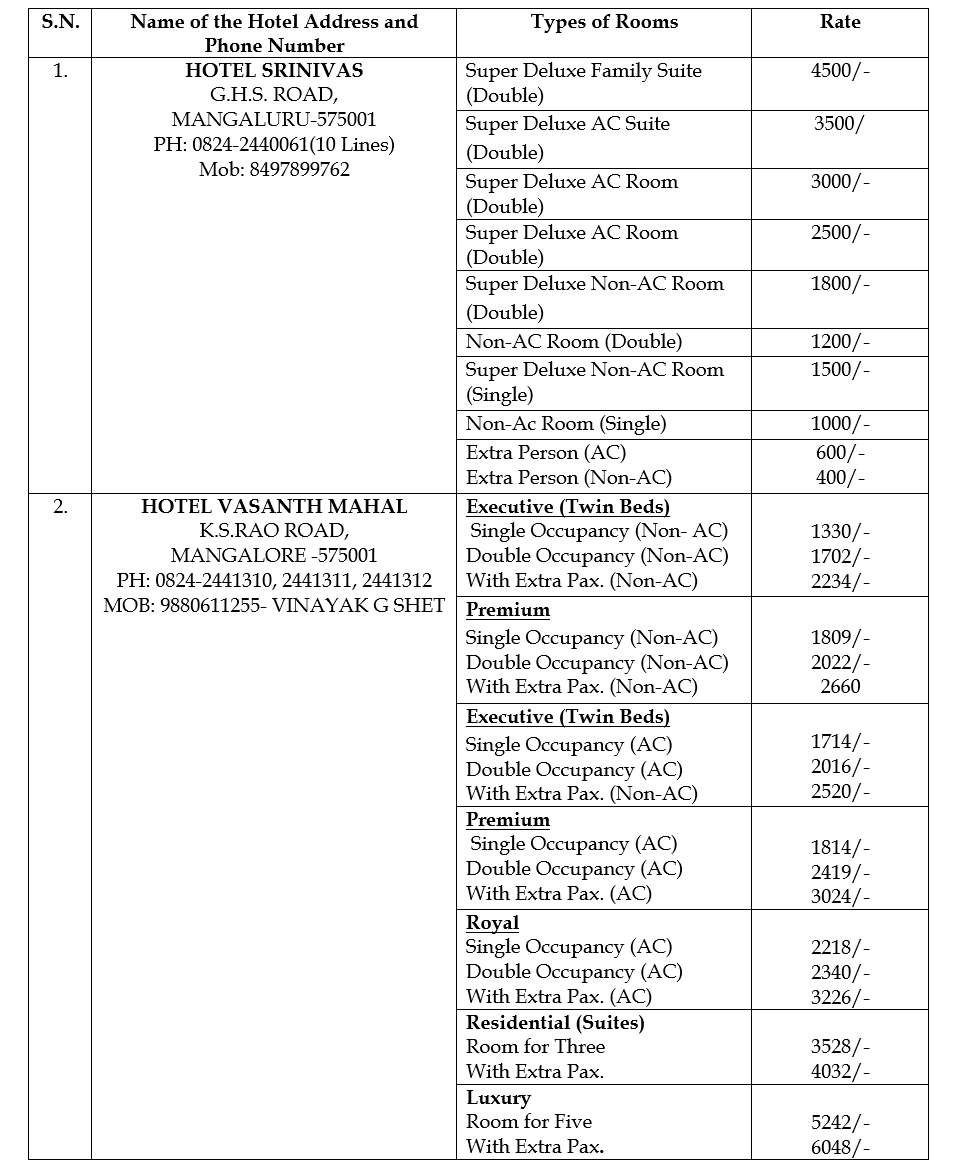 S.N.
Name of the Hotel Address and
Phone Number
Types of Rooms
Rate
1.
HOTEL SRINIVAS
G.H.S. ROAD,
MANGALURU-575001
PH: 0824-2440061(10 Lines)
Mob: 8497899762
Super Deluxe Family Suite
(Double)
4500/-
Super Deluxe AC Suite
(Double)
3500/
Super Deluxe AC Room
(Double)
3000/-
Super Deluxe AC Room
(Double)
2500/-
Super Deluxe Non-AC Room
(Double)
1800/-
Non-AC Room (Double)
1200/-
Super Deluxe Non-AC Room
(Single)
1500/-
Non-Ac Room (Single)
1000/-
Extra Person (AC)
600/-
Extra Person (Non-AC)
400/-
2.
HOTEL VASANTH MAHAL
K.S.RAO ROAD,
MANGALORE -575001
PH: 0824-2441310, 2441311, 2441312
MOB: 9880611255- VINAYAK G SHET
Executive (Twin Beds)
Single Occupancy (Non- AC)
1330/-
Double Occupancy (Non-AC)
1702/-
With Extra Pax. (Non-AC)
2234/-
Premium
Single Occupancy (Non-AC)
1809/-
Double Occupancy (Non-AC)
2022/-
With Extra Pax. (Non-AC)
2660
Executive (Twin Beds)
Single Occupancy (AC)
1714/-
Double Occupancy (AC)
2016/-
With Extra Pax. (Non-AC)
2520/-
Premium
Single Occupancy (AC)
1814/-
Double Occupancy (AC)
2419/-
With Extra Pax. (AC)
3024/-
Royal
Single Occupancy (AC)
2218/-
Double Occupancy (AC)
2340/-
With Extra Pax. (AC)
3226/-
Residential (Suites)
Room for Three
3528/-
With Extra Pax.
4032/-
Luxury
Room for Five
5242/-
With Extra Pax.
6048/-